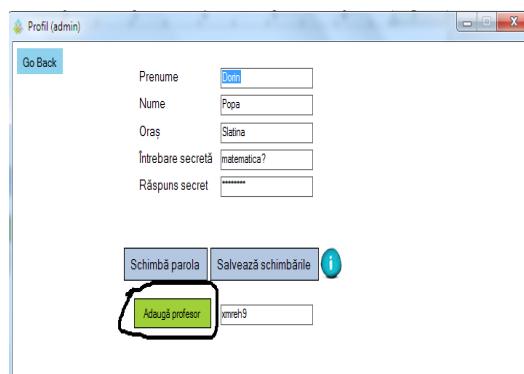 Profil (admin)
Go Back
Prenume Dorin
Nume Popa
Oraș Slatina
Întrebare secretă matematica?
Răspuns secret ********
Schimbă parola Salvează schimbările i
Adaugă profesor xmreh9